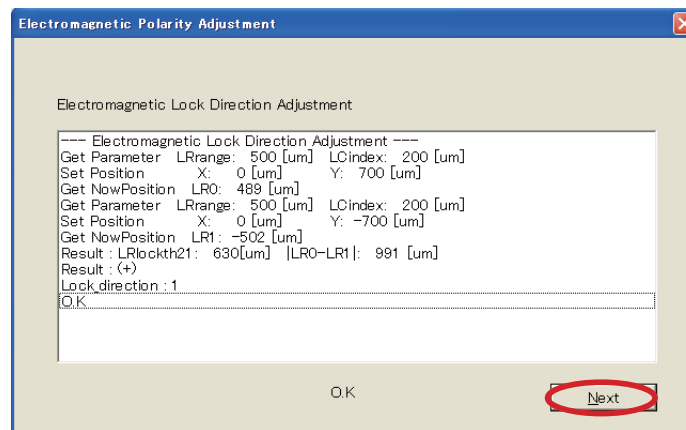 Electromagnetic Polarity Adjustment
Electromagnetic Lock Direction Adjustment
--- Electromagnetic Lock Direction Adjustment ---
Get Parameter LRrange: 500 [um] LCindex: 200 [um]
Set Position X: 0 [um] Y: 700 [um]
Get NowPosition LR0: 489 [um]
Get Parameter LRrange: 500 [um] LCindex: 200 [um]
Set Position X: 0 [um] Y: -700 [um]
Get NowPosition LR1: -502 [um]
Result : LRlockth21: 630[um] |LR0-LR1|: 991 [um]
Result : (+)
Lock_direction : 1
O.K
O.K
Next